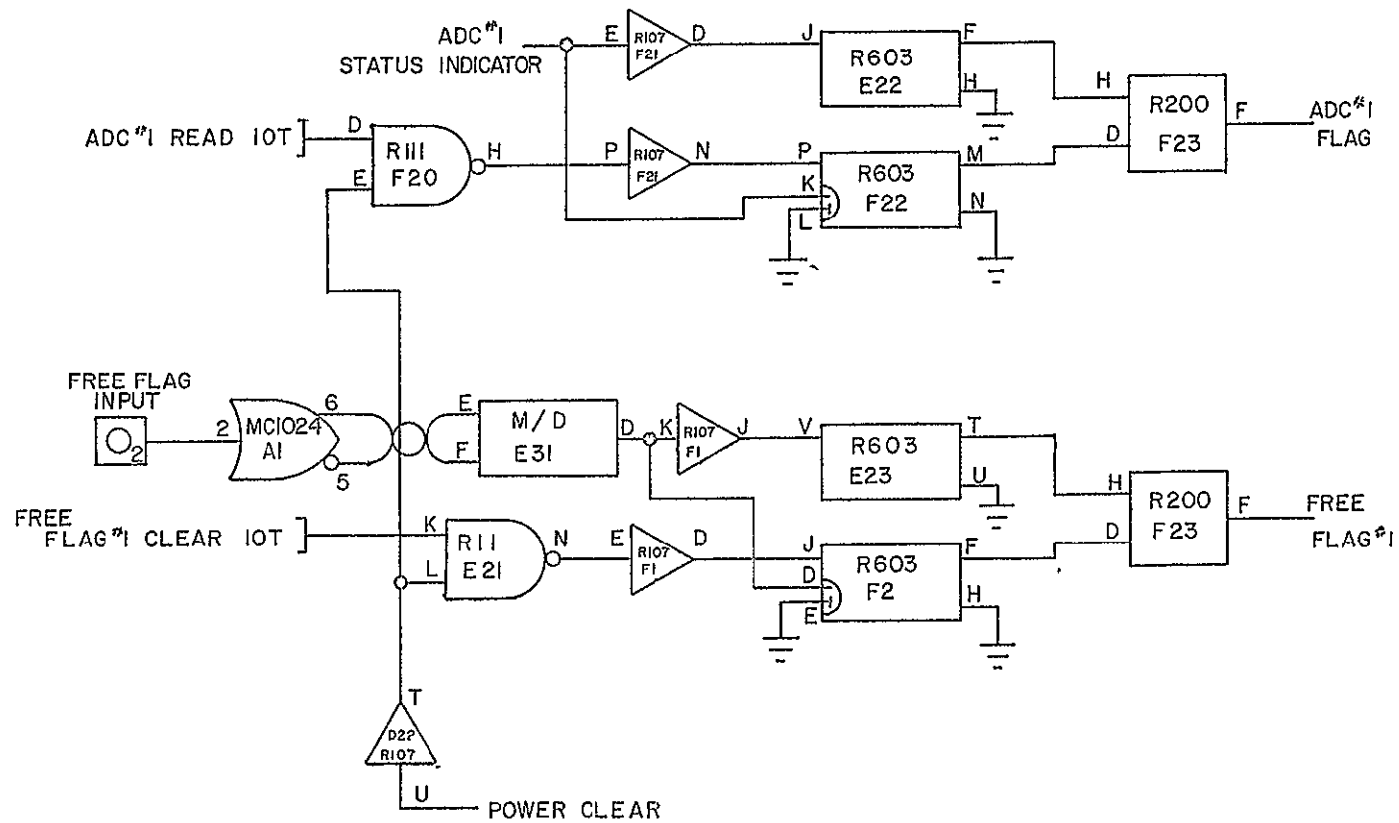 ADC#1
STATUS INDICATOR
E
R107
F21
D
J
R603
E22
F
H
H
R200
F23
D
F
ADC#1
FLAG
ADC#1 READ IOT
D
R111
F20
E
H
P
R107
F21
N
P
K
L
R603
F22
M
N
FREE FLAG
INPUT
2
2
MC1024
A1
6
5
E
F
M/D
E31
D
K
R107
F1
J
V
R603
E23
T
U
H
R200
F23
D
F
FREE
FLAG#1
FREE
FLAG#1 CLEAR IOT
K
L
R11
E21
N
E
R107
F1
D
J
D
E
R603
F2
F
H
T
D22
R107
U
POWER CLEAR